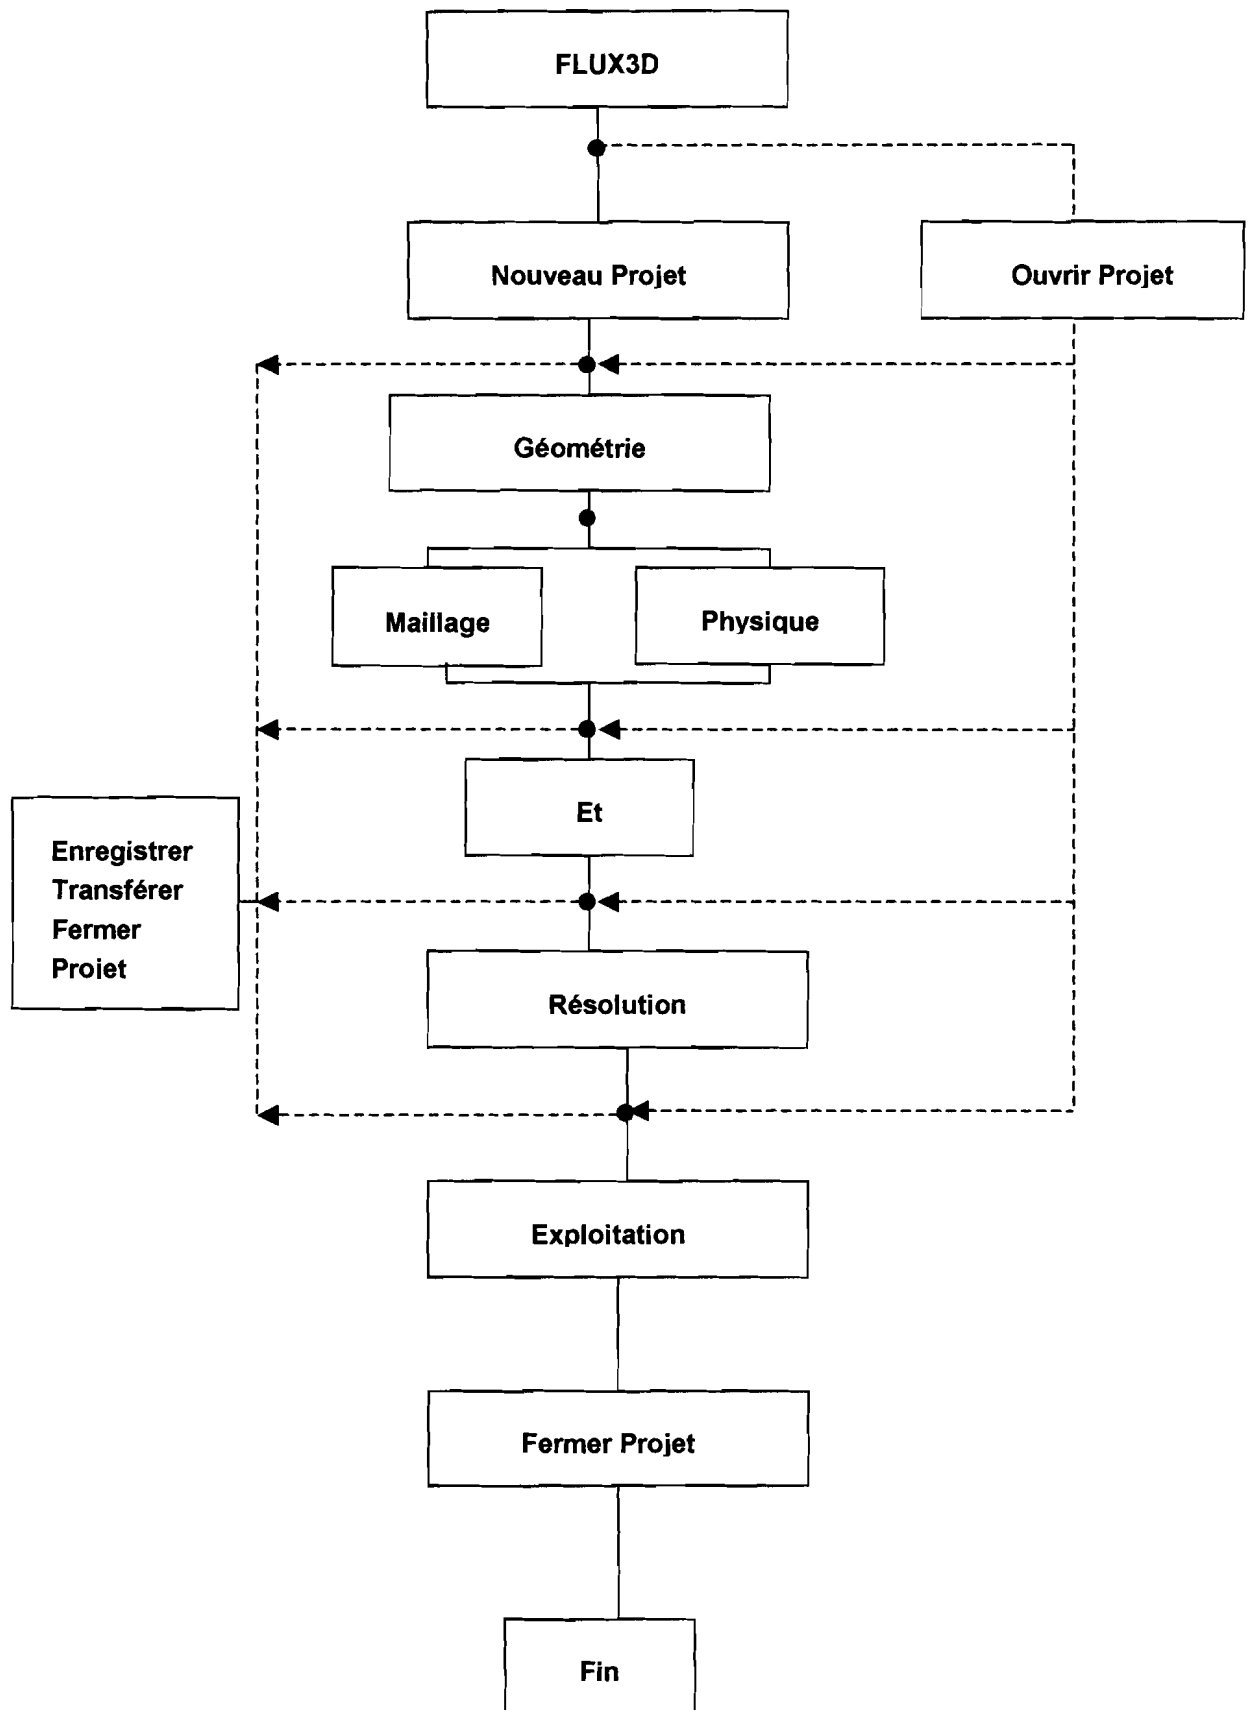 FLUX3D
Nouveau Projet
Ouvrir Projet
Géométrie
Maillage
Physique
Et
Enregistrer
Transférer
Fermer
Projet
Résolution
Exploitation
Fermer Projet
Fin